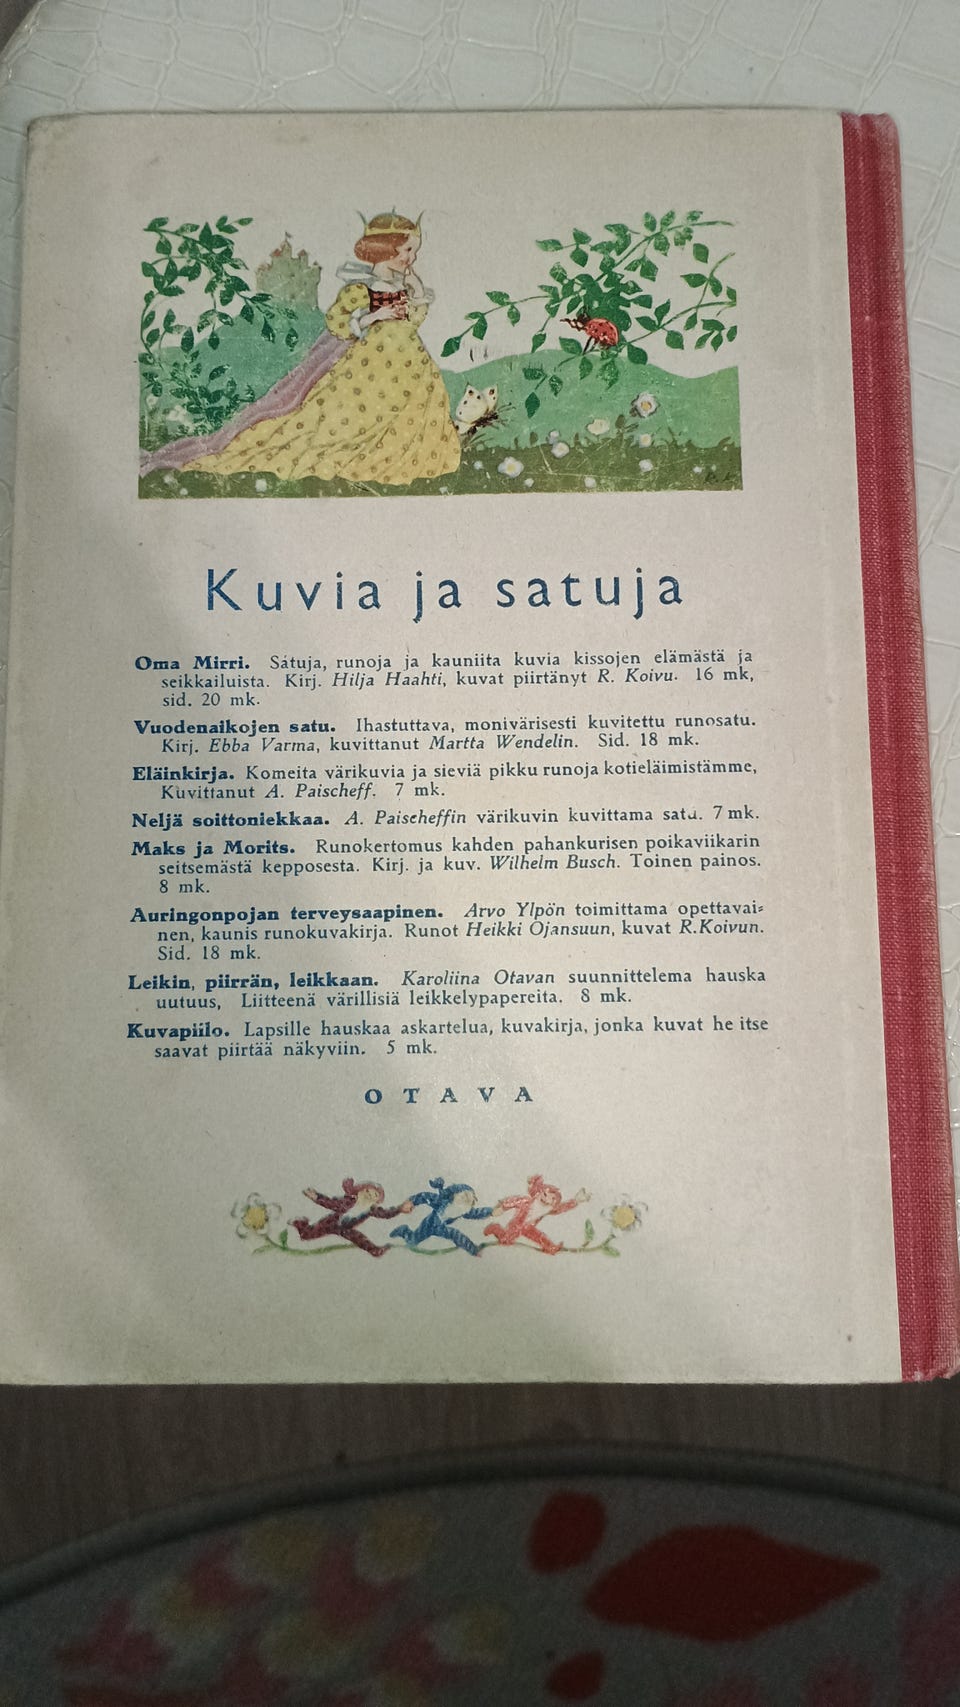 Kuvia ja satuja
Oma Mirri. Satuja, runoja ja kauniita kuvia kissojen elämästä ja
seikkailuista. Kirj. Hilja Haahti, kuvat piirtänyt R. Koivu. 16 mk,
sid. 20 mk.
Vuodenaikojen satu. Ihastuttava, monivärisesti kuvitettu runosatu.
Kirj. Ebba Varma, kuvittanut Martta Wendelin. Sid. 18 mk.
Eläinkirja. Komeita värikuvia ja sieviä pikku runoja kotieläimistämme,
Kuvittanut A. Paischeff. 7 mk.
Neljä soittoniekkaa. A. Paischeffin värikuvin kuvittama satu. 7 mk.
Maks ja Morits. Runokertomus kahden pahankurisen poikaviikarin
seitsemästä kepposesta. Kirj. ja kuv. Wilhelm Busch. Toinen painos.
8 mk.
Auringonpojan terveysaapinen. Arvo Ylpön toimittama opettavai=
nen, kaunis runokuvakirja. Runot Heikki Ojansuun, kuvat R.Koivun.
Sid. 18 mk.
Leikin, piirrän, leikkaan. Karoliina Otavan suunnittelema hauska
uutuus, Liitteenä värillisiä leikkelypapereita. 8 mk.
Kuvapiilo. Lapsille hauskaa askartelua, kuvakirja, jonka kuvat he itse
saavat piirtää näkyviin. 5 mk.
OTAVA